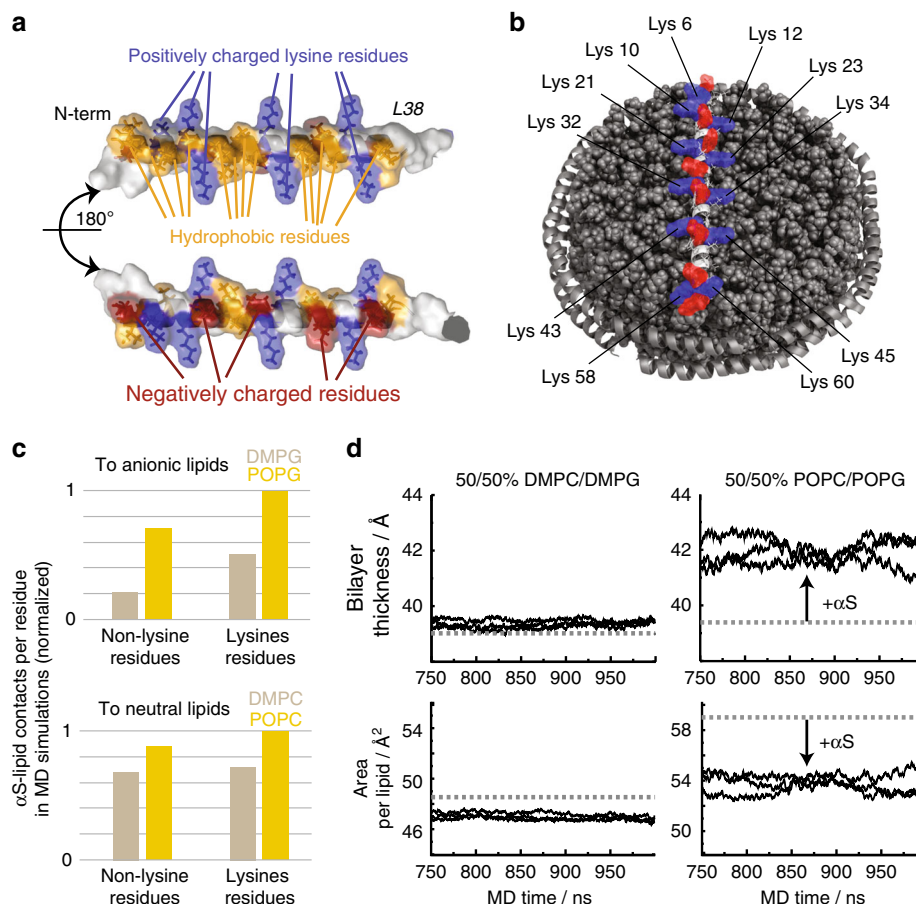 a
Positively charged lysine residues
N-term
L38
180°
Hydrophobic residues
Negatively charged residues
b
Lys 6
Lys 12
Lys 10
Lys 21
Lys 23
Lys 32
Lys 34
Lys 43
Lys 45
Lys 58
Lys 60
c
αS-lipid contacts per residue
in MD simulations (normalized)
To anionic lipids
DMPG
POPG
1
0
Non-lysine
residues
Lysines
residues
To neutral lipids
DMPC
POPC
1
0
Non-lysine
residues
Lysines
residues
d
50/50% DMPC/DMPG
50/50% POPC/POPG
Bilayer
thickness / Å
44
42
40
38
750 800 850 900 950
44
42
40
38
+αS
750 800 850 900 950
Area
per lipid / Å²
56
54
50
46
750 800 850 900 950
MD time / ns
58
54
50
+αS
750 800 850 900 950
MD time / ns